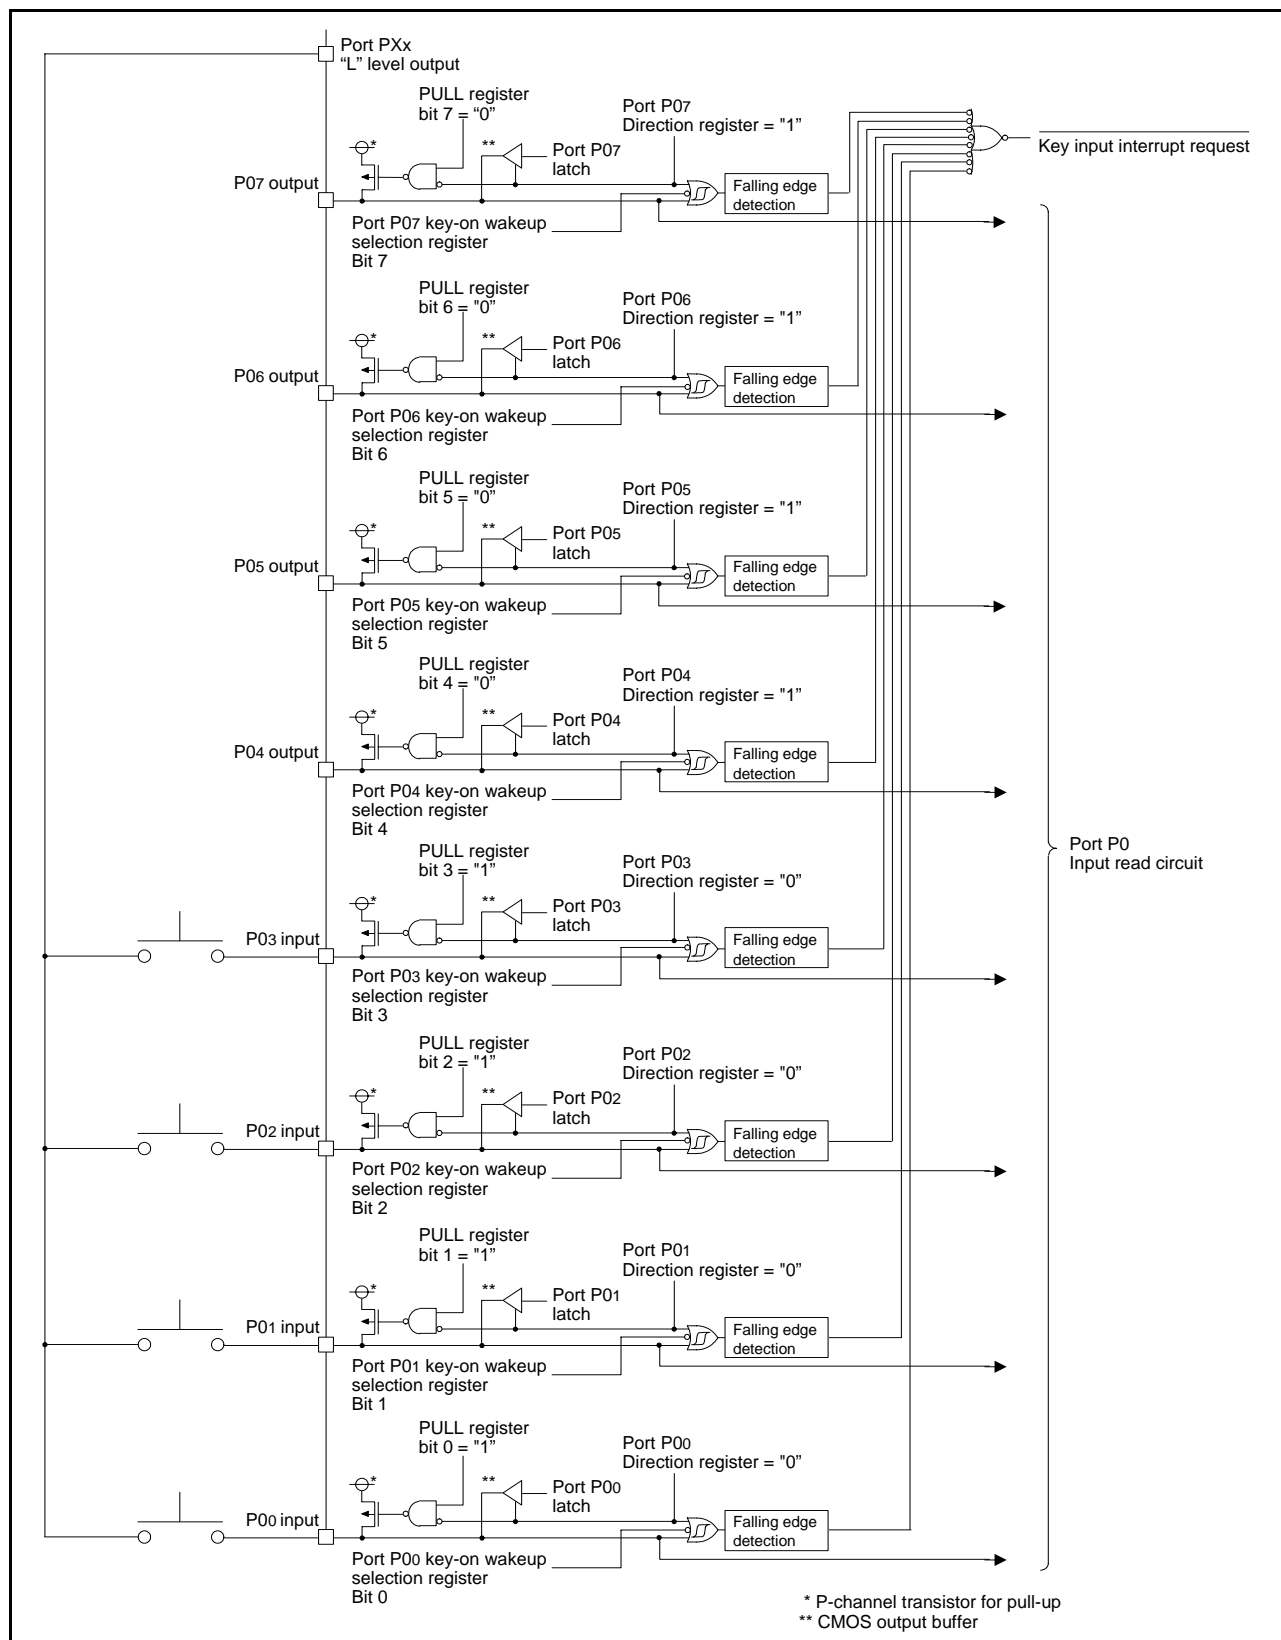 Port PXx
“L” level output
PULL register
bit 7 = “0”
Port P07
Direction register = "1”
*
**
Port P07
latch
Key input interrupt request
P07 output
Falling edge
detection
Port P07 key-on wakeup
selection register
Bit 7
PULL register
bit 6 = "0”
Port P06
Direction register = "1”
*
**
Port P06
latch
P06 output
Falling edge
detection
Port P06 key-on wakeup
selection register
Bit 6
PULL register
bit 5 = "0”
Port P05
Direction register = "1”
*
**
Port P05
latch
P05 output
Falling edge
detection
Port P05 key-on wakeup
selection register
Bit 5
PULL register
bit 4 = "0”
Port P04
Direction register = "1”
*
**
Port P04
latch
P04 output
Falling edge
detection
Port P04 key-on wakeup
selection register
Bit 4
Port P0
Input read circuit
PULL register
bit 3 = "1”
Port P03
Direction register = "0”
*
**
Port P03
latch
P03 input
Falling edge
detection
Port P03 key-on wakeup
selection register
Bit 3
PULL register
bit 2 = "1”
Port P02
Direction register = "0”
*
**
Port P02
latch
P02 input
Falling edge
detection
Port P02 key-on wakeup
selection register
Bit 2
PULL register
bit 1 = "1”
Port P01
Direction register = "0”
*
**
Port P01
latch
P01 input
Falling edge
detection
Port P01 key-on wakeup
selection register
Bit 1
PULL register
bit 0 = "1”
Port P00
Direction register = "0”
*
**
Port P00
latch
P00 input
Falling edge
detection
Port P00 key-on wakeup
selection register
Bit 0
* P-channel transistor for pull-up
** CMOS output buffer